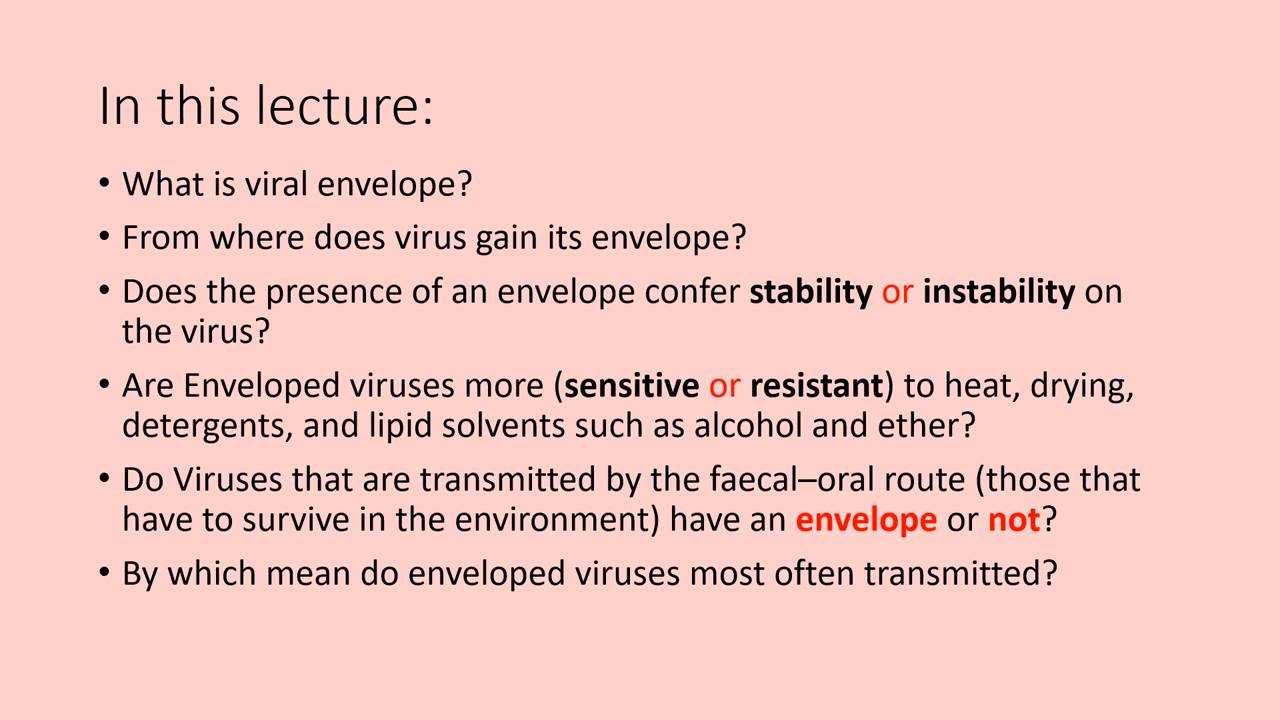 In this lecture:
• What is viral envelope?
• From where does virus gain its envelope?
• Does the presence of an envelope confer stability or instability on
the virus?
• Are Enveloped viruses more (sensitive or resistant) to heat, drying,
detergents, and lipid solvents such as alcohol and ether?
• Do Viruses that are transmitted by the faecal–oral route (those that
have to survive in the environment) have an envelope or not?
• By which mean do enveloped viruses most often transmitted?